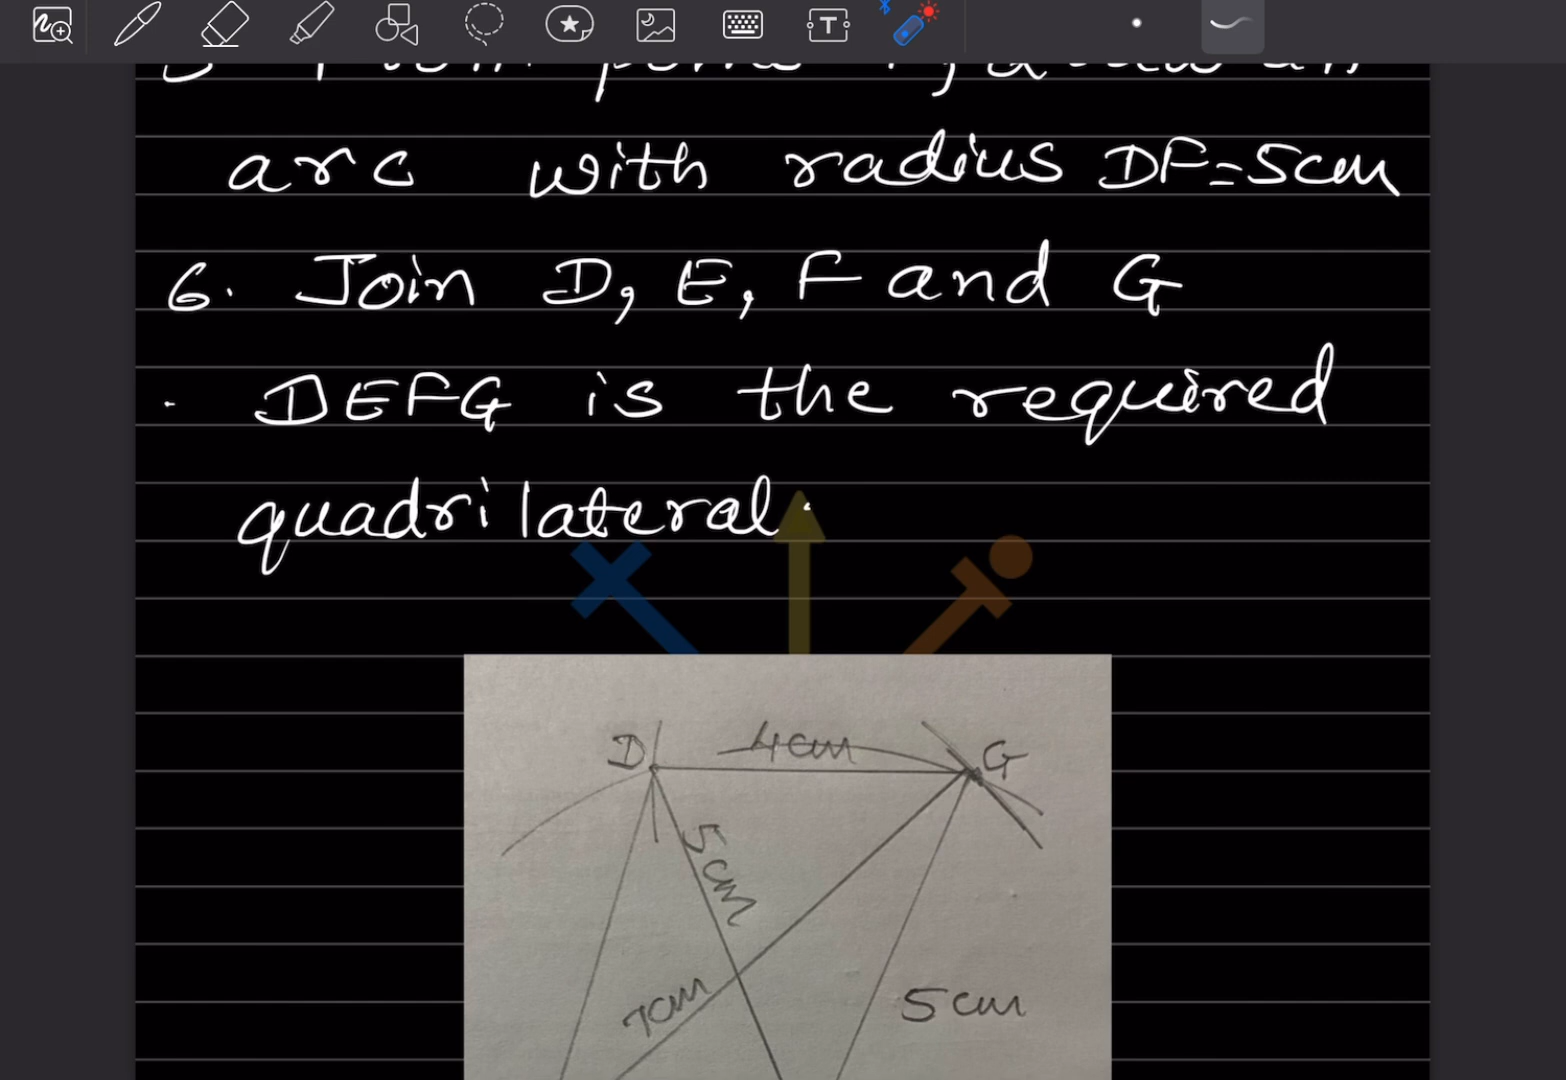 arc with radius DF=5cm
6. Join D, E, F and G
. DEFG is the required
quadrilateral.
D 4cm G
5cm
7cm
5cm